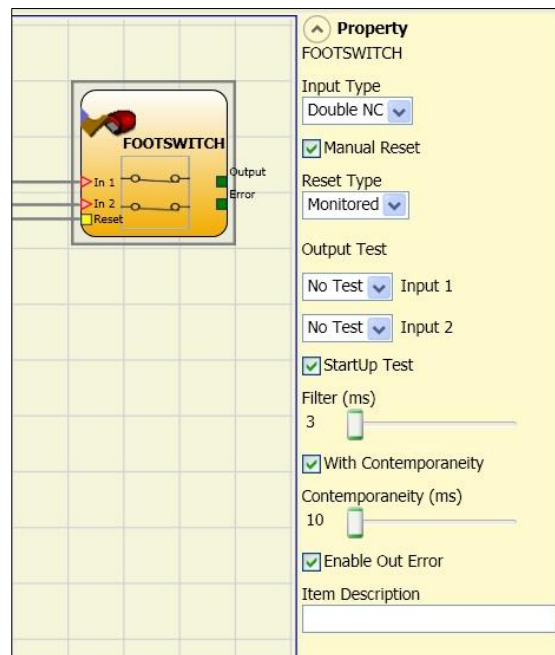 FOOTSWITCH
In 1
In 2
Reset
Output
Error
Property
FOOTSWITCH
Input Type
Double NC
Manual Reset
Reset Type
Monitored
Output Test
No Test Input 1
No Test Input 2
StartUp Test
Filter (ms)
3
With Contemporaneity
Contemporaneity (ms)
10
Enable Out Error
Item Description